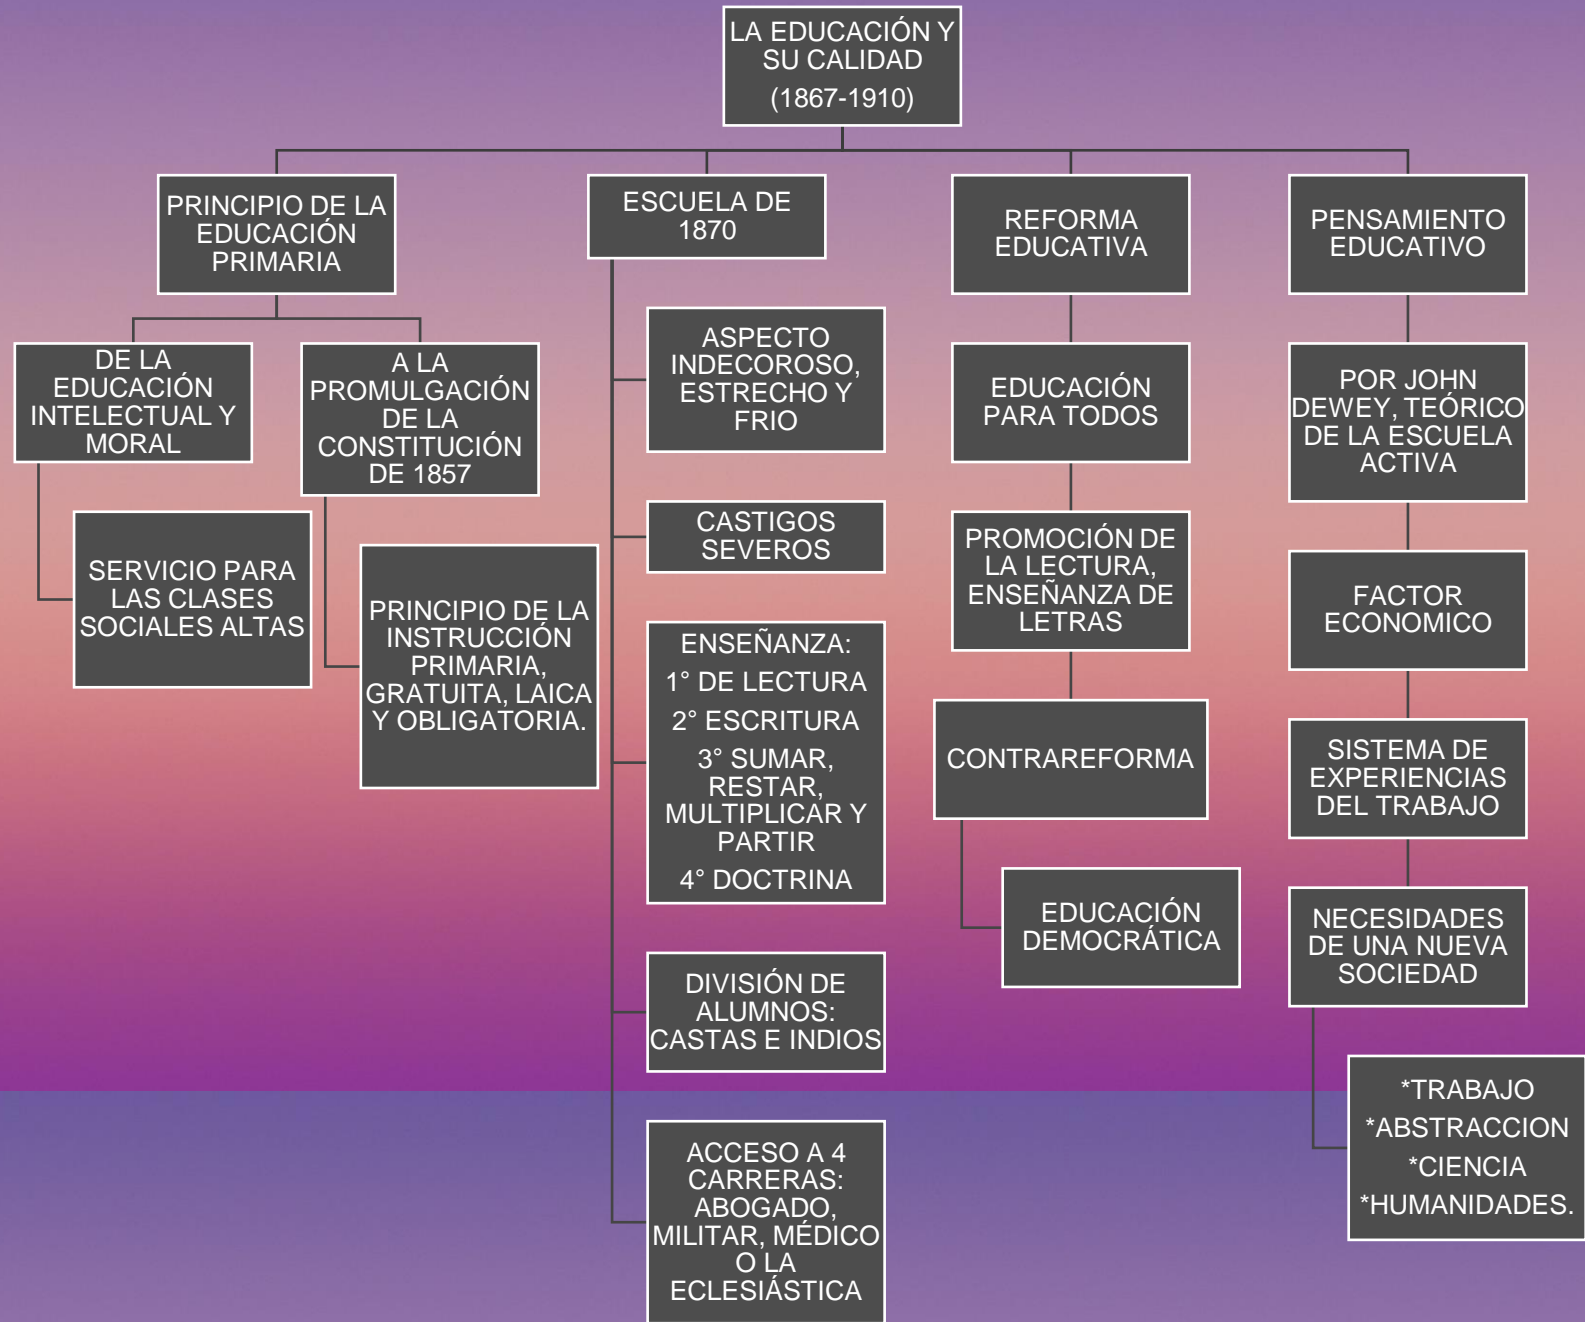 LA EDUCACIÓN Y
SU CALIDAD
(1867-1910)
PRINCIPIO DE LA
EDUCACIÓN
PRIMARIA
DE LA
EDUCACIÓN
INTELECTUAL Y
MORAL
SERVICIO PARA
LAS CLASES
SOCIALES ALTAS
A LA
PROMULGACIÓN
DE LA
CONSTITUCIÓN
DE 1857
PRINCIPIO DE LA
INSTRUCCIÓN
PRIMARIA,
GRATUITA, LAICA
Y OBLIGATORIA.
ESCUELA DE
1870
ASPECTO
INDECOROSO,
ESTRECHO Y
FRIO
CASTIGOS
SEVEROS
ENSEÑANZA:
1° DE LECTURA
2° ESCRITURA
3° SUMAR,
RESTAR,
MULTIPLICAR Y
PARTIR
4° DOCTRINA
DIVISIÓN DE
ALUMNOS:
CASTAS E INDIOS
ACCESO A 4
CARRERAS:
ABOGADO,
MILITAR, MÉDICO
O LA
ECLESIÁSTICA
REFORMA
EDUCATIVA
EDUCACIÓN
PARA TODOS
PROMOCIÓN DE
LA LECTURA,
ENSEÑANZA DE
LETRAS
CONTRAREFORMA
EDUCACIÓN
DEMOCRÁTICA
PENSAMIENTO
EDUCATIVO
POR JOHN
DEWEY, TEÓRICO
DE LA ESCUELA
ACTIVA
FACTOR
ECONOMICO
SISTEMA DE
EXPERIENCIAS
DEL TRABAJO
NECESIDADES
DE UNA NUEVA
SOCIEDAD
*TRABAJO
*ABSTRACCION
*CIENCIA
*HUMANIDADES.